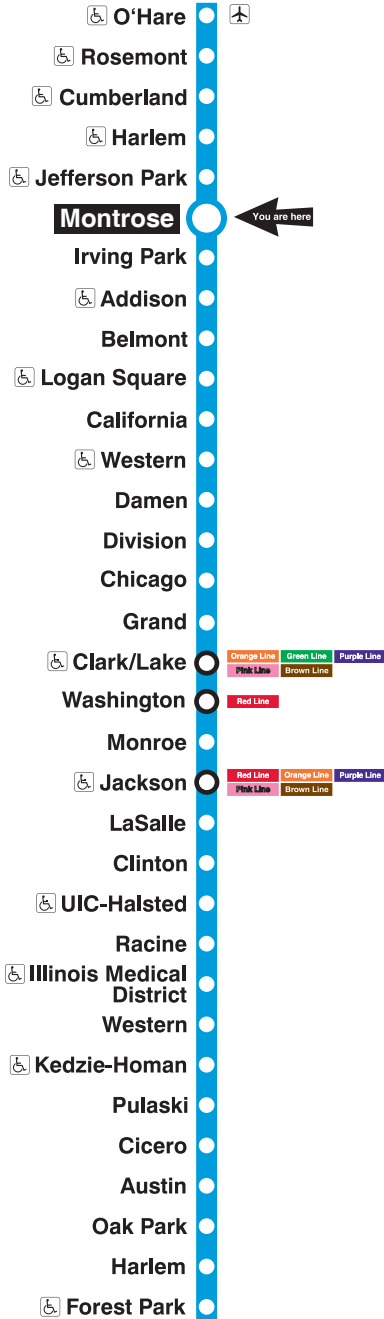 O'Hare
Rosemont
Cumberland
Harlem
Jefferson Park
Montrose You are here
Irving Park
Addison
Belmont
Logan Square
California
Western
Damen
Division
Chicago
Grand
Clark/Lake Orange Line Green Line Purple Line
Pink Line Brown Line
Washington Red Line
Monroe
Jackson Red Line Orange Line Purple Line
Pink Line Brown Line
LaSalle
Clinton
UIC-Halsted
Racine
Illinois Medical
District
Western
Kedzie-Homan
Pulaski
Cicero
Austin
Oak Park
Harlem
Forest Park